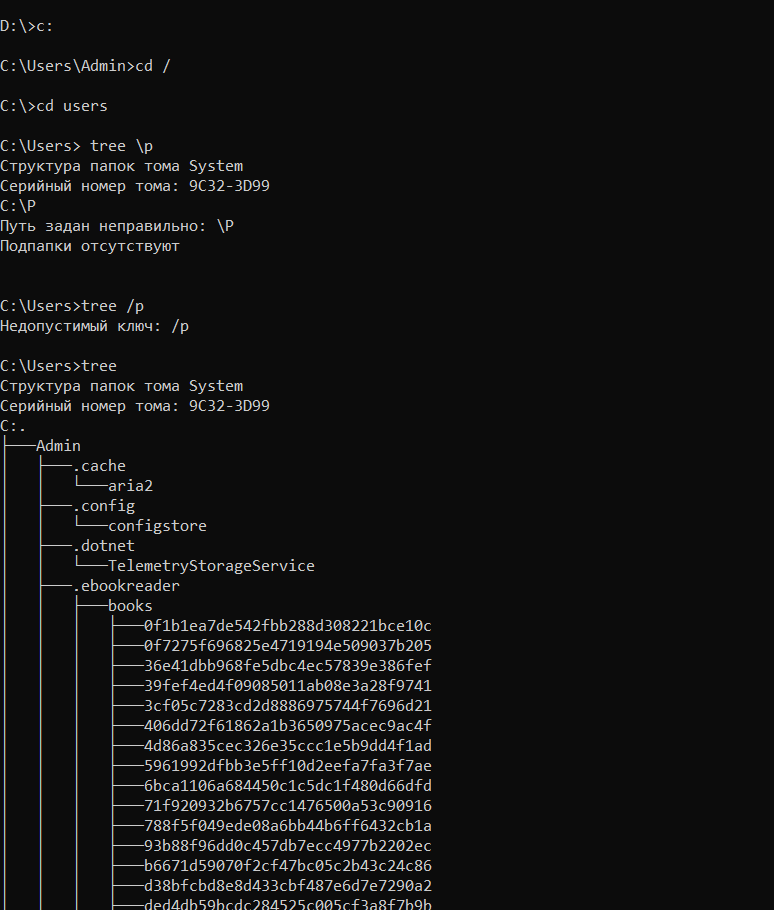 D:\>c:
C:\Users\Admin>cd /
C:\>cd users
C:\Users> tree \p
Структура папок тома System
Серийный номер тома: 9C32-3D99
C:\P
Путь задан неправильно: \P
Подпапки отсутствуют
C:\Users>tree /p
Недопустимый ключ: /p
C:\Users>tree
Структура папок тома System
Серийный номер тома: 9C32-3D99
C:.
├───Admin
│   ├───.cache
│   │   └───aria2
│   ├───.config
│   │   └───configstore
│   ├───.dotnet
│   │   └───TelemetryStorageService
│   ├───.ebookreader
│   │   ├───books
│   │   │   ├───0f1b1ea7de542fbb288d308221bce10c
│   │   │   ├───0f7275f696825e4719194e509037b205
│   │   │   ├───36e41dbb968fe5dbc4ec57839e386fef
│   │   │   ├───39fef4ed4f09085011ab08e3a28f9741
│   │   │   ├───3cf05c7283cd2d8886975744f7696d21
│   │   │   ├───406dd72f61862a1b3650975acec9ac4f
│   │   │   ├───4d86a835cec326e35ccc1e5b9dd4f1ad
│   │   │   ├───5961992dfbb3e5ff10d2eefa7fa3f7ae
│   │   │   ├───6bca1106a684450c1c5dc1f480d66dfd
│   │   │   ├───71f920932b6757cc1476500a53c90916
│   │   │   ├───788f5f049ede08a6bb44b6ff6432cb1a
│   │   │   ├───93b88f96dd0c457db7ecc4977b2202ec
│   │   │   ├───b6671d59070f2cf47bc05c2b43c24c86
│   │   │   ├───d38bfcbd8e8d433cbf487e6d7e7290a2
│   │   │   ├───ded4db59bcdc284525c005cf3a8f7b9b